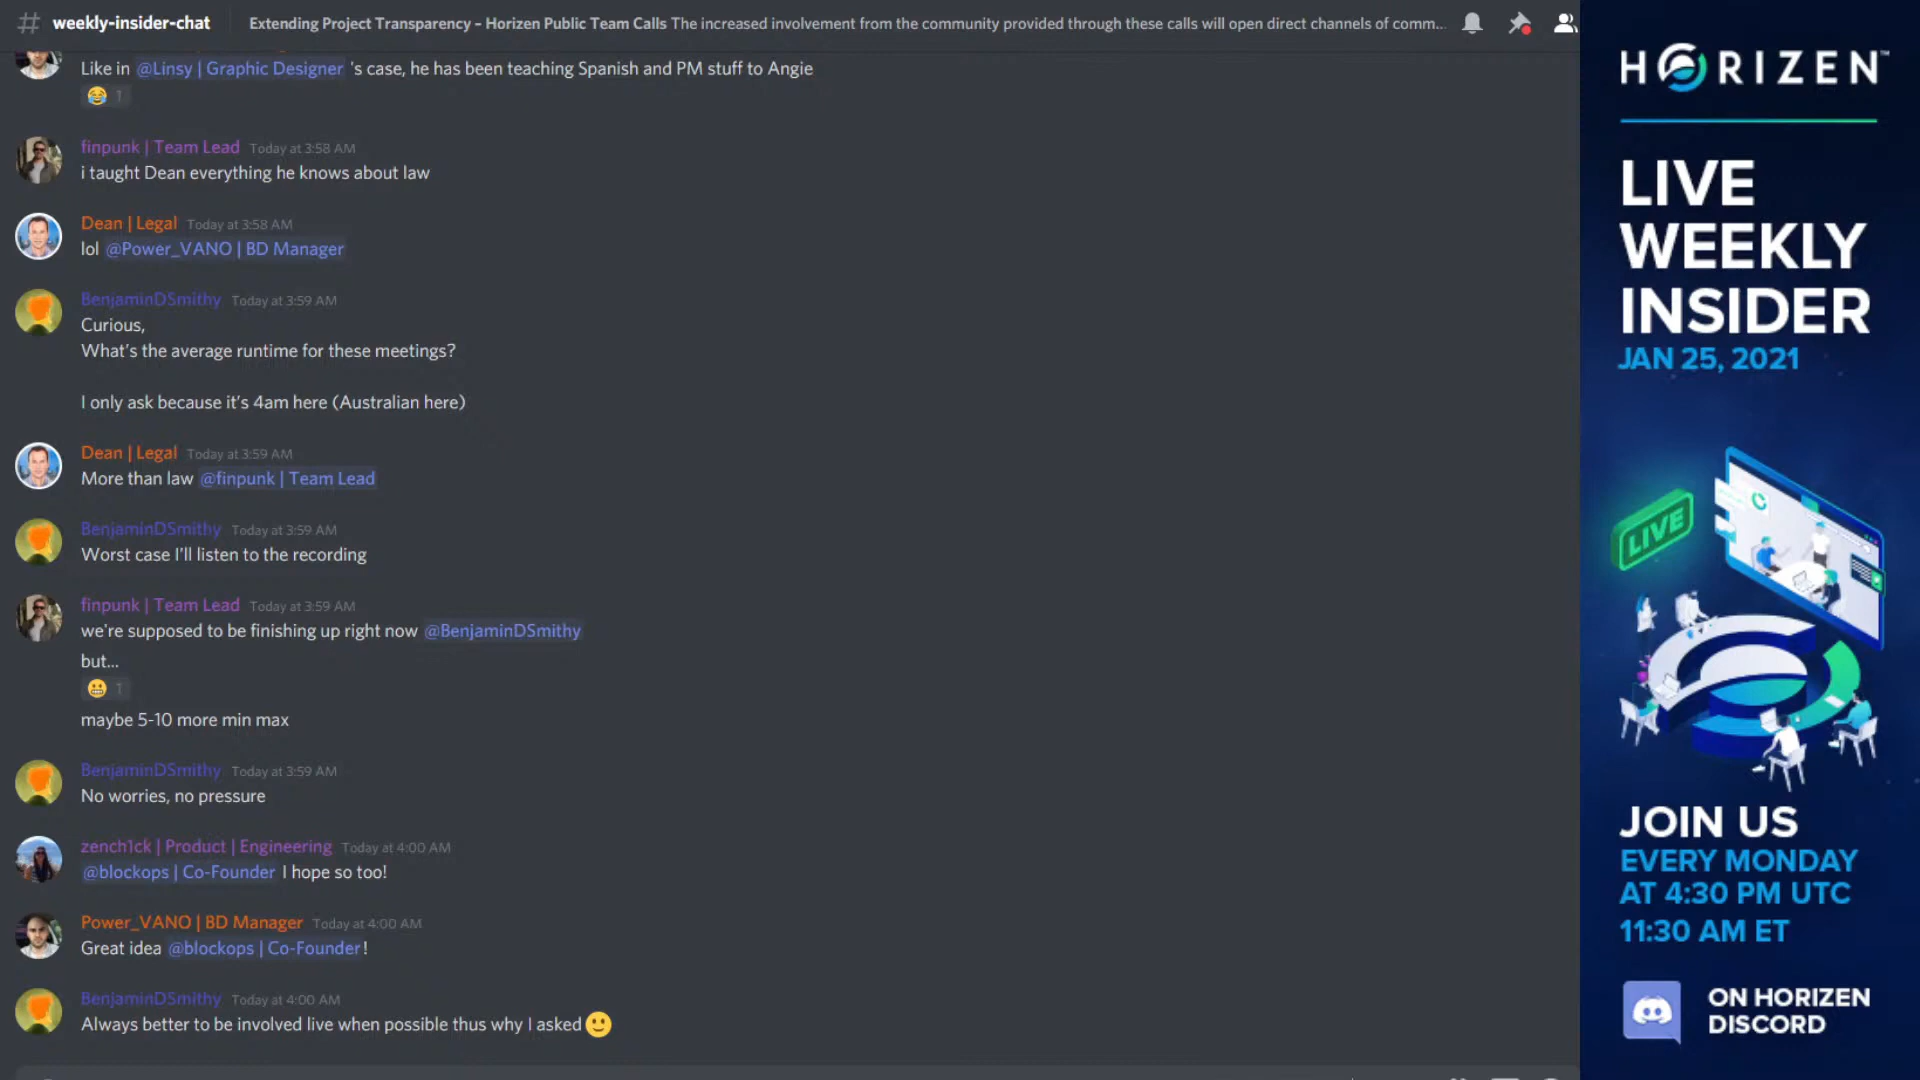 # weekly-insider-chat
Extending Project Transparency – Horizen Public Team Calls The increased involvement from the community provided through these calls will open direct channels of comm...
Like in @Linsy | Graphic Designer 's case, he has been teaching Spanish and PM stuff to Angie
1
finpunk | Team Lead Today at 3:58 AM
i taught Dean everything he knows about law
Dean | Legal Today at 3:58 AM
lol @Power_VANO | BD Manager
BenjaminDSmithy Today at 3:59 AM
Curious,
What's the average runtime for these meetings?
I only ask because it's 4am here (Australian here)
Dean | Legal Today at 3:59 AM
More than law @finpunk | Team Lead
BenjaminDSmithy Today at 3:59 AM
Worst case I'll listen to the recording
finpunk | Team Lead Today at 3:59 AM
we're supposed to be finishing up right now @BenjaminDSmithy
but...
1
maybe 5-10 more min max
BenjaminDSmithy Today at 3:59 AM
No worries, no pressure
zench1ck | Product | Engineering Today at 4:00 AM
@blockops | Co-Founder I hope so too!
Power_VANO | BD Manager Today at 4:00 AM
Great idea @blockops | Co-Founder !
BenjaminDSmithy Today at 4:00 AM
Always better to be involved live when possible thus why I asked 🙂
HORIZEN™
LIVE
WEEKLY
INSIDER
JAN 25, 2021
LIVE
JOIN US
EVERY MONDAY
AT 4:30 PM UTC
11:30 AM ET
ON HORIZEN
DISCORD